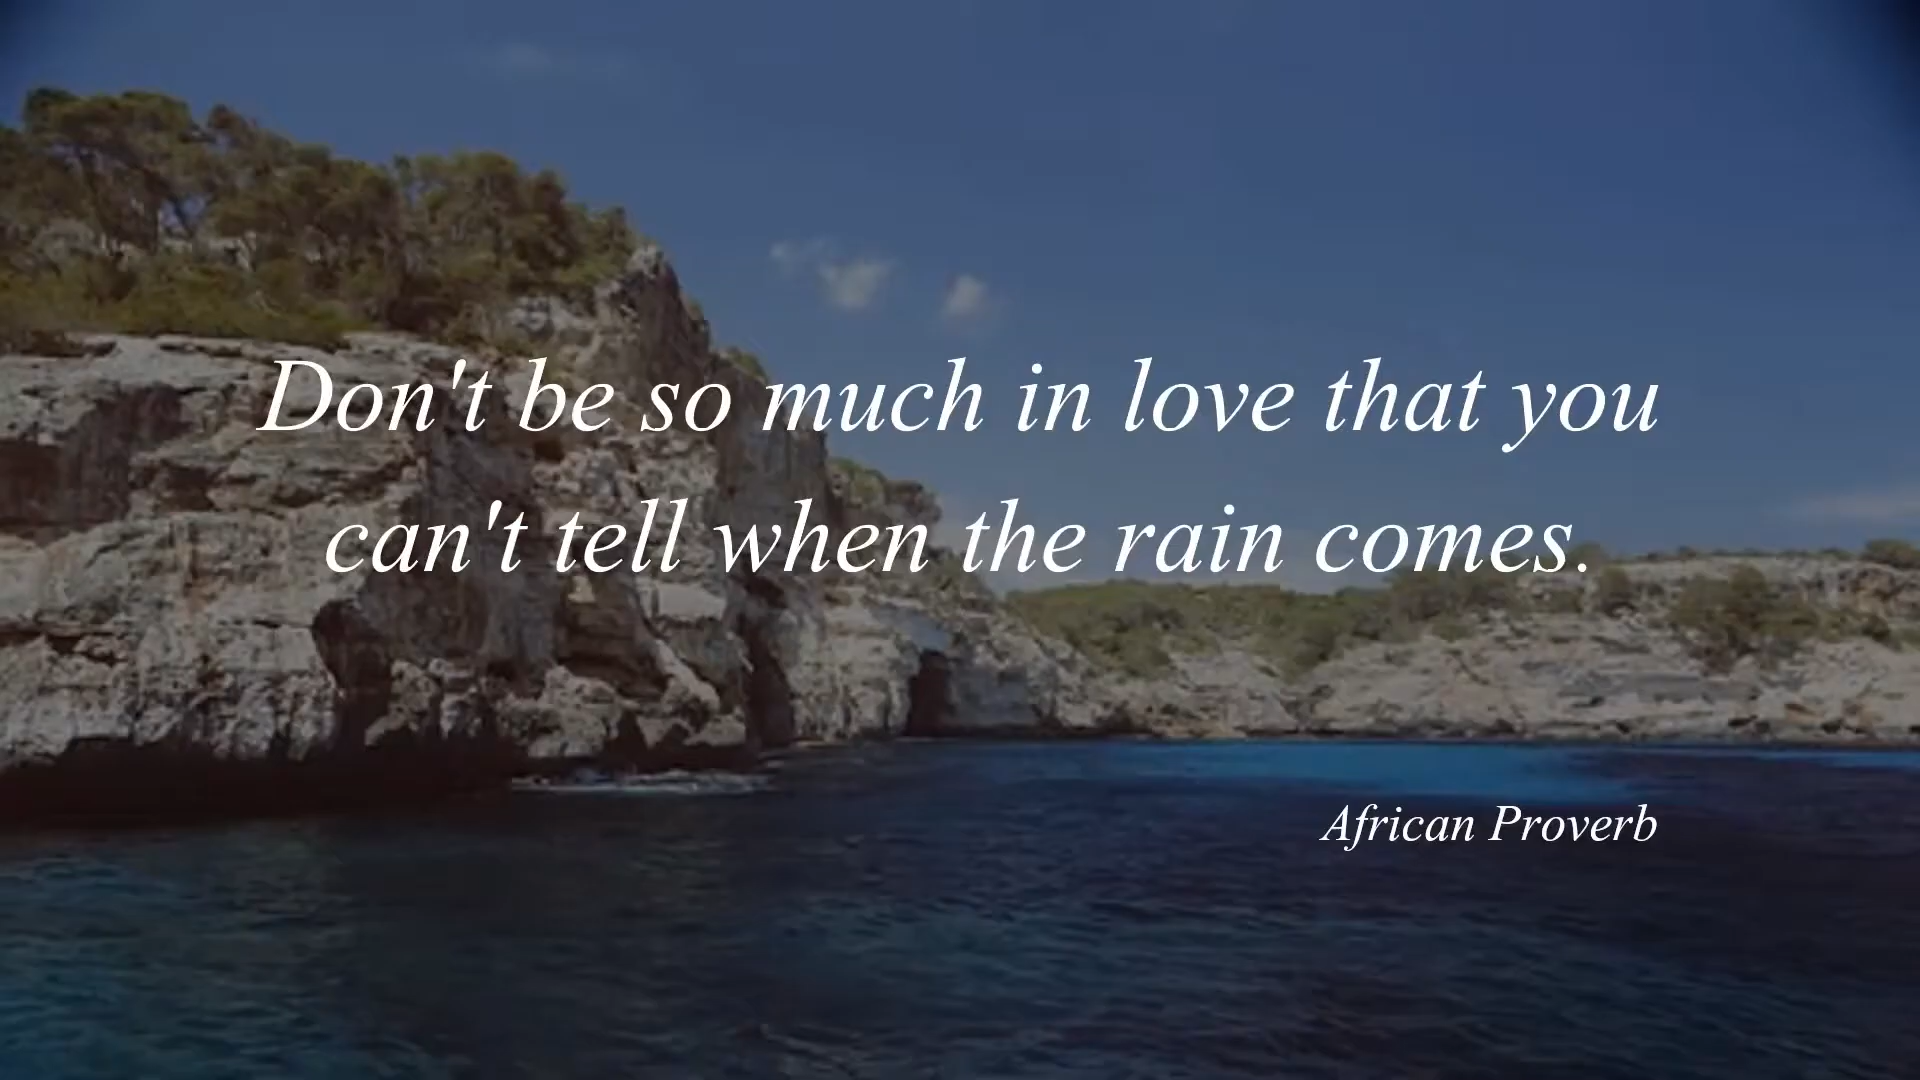 Don't be so much in love that you
can't tell when the rain comes.
African Proverb